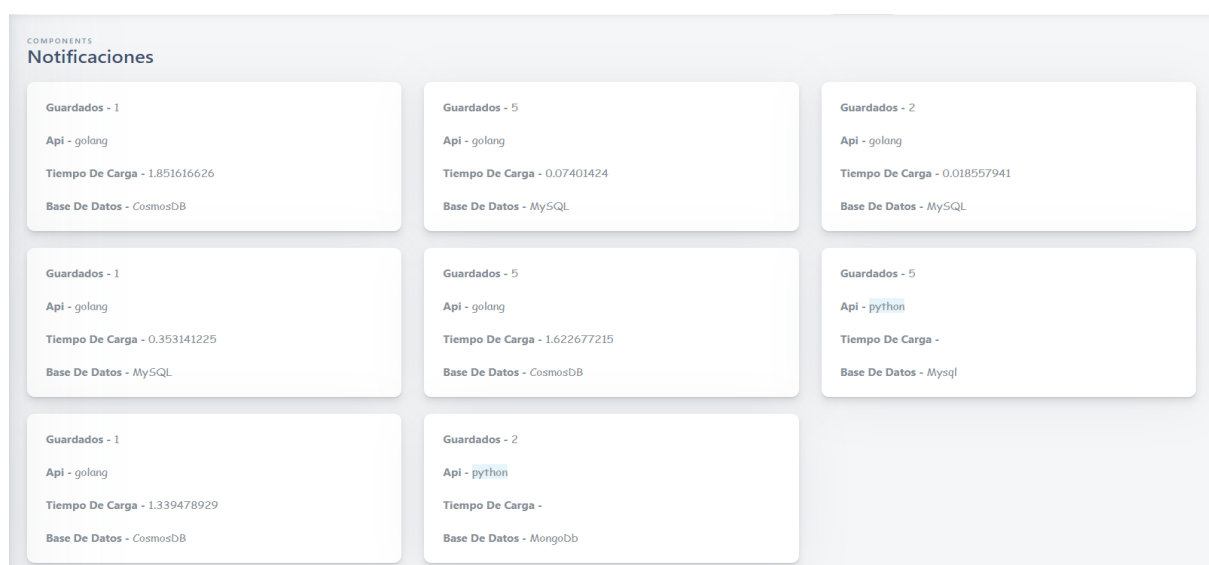 COMPONENTS
Notificaciones
Guardados - 1
Api - golang
Tiempo De Carga - 1.851616626
Base De Datos - CosmosDB
Guardados - 5
Api - golang
Tiempo De Carga - 0.07401424
Base De Datos - MySQL
Guardados - 2
Api - golang
Tiempo De Carga - 0.018557941
Base De Datos - MySQL
Guardados - 1
Api - golang
Tiempo De Carga - 0.353141225
Base De Datos - MySQL
Guardados - 5
Api - golang
Tiempo De Carga - 1.622677215
Base De Datos - CosmosDB
Guardados - 5
Api - python
Tiempo De Carga -
Base De Datos - Mysql
Guardados - 1
Api - golang
Tiempo De Carga - 1.339478929
Base De Datos - CosmosDB
Guardados - 2
Api - python
Tiempo De Carga -
Base De Datos - MongoDb